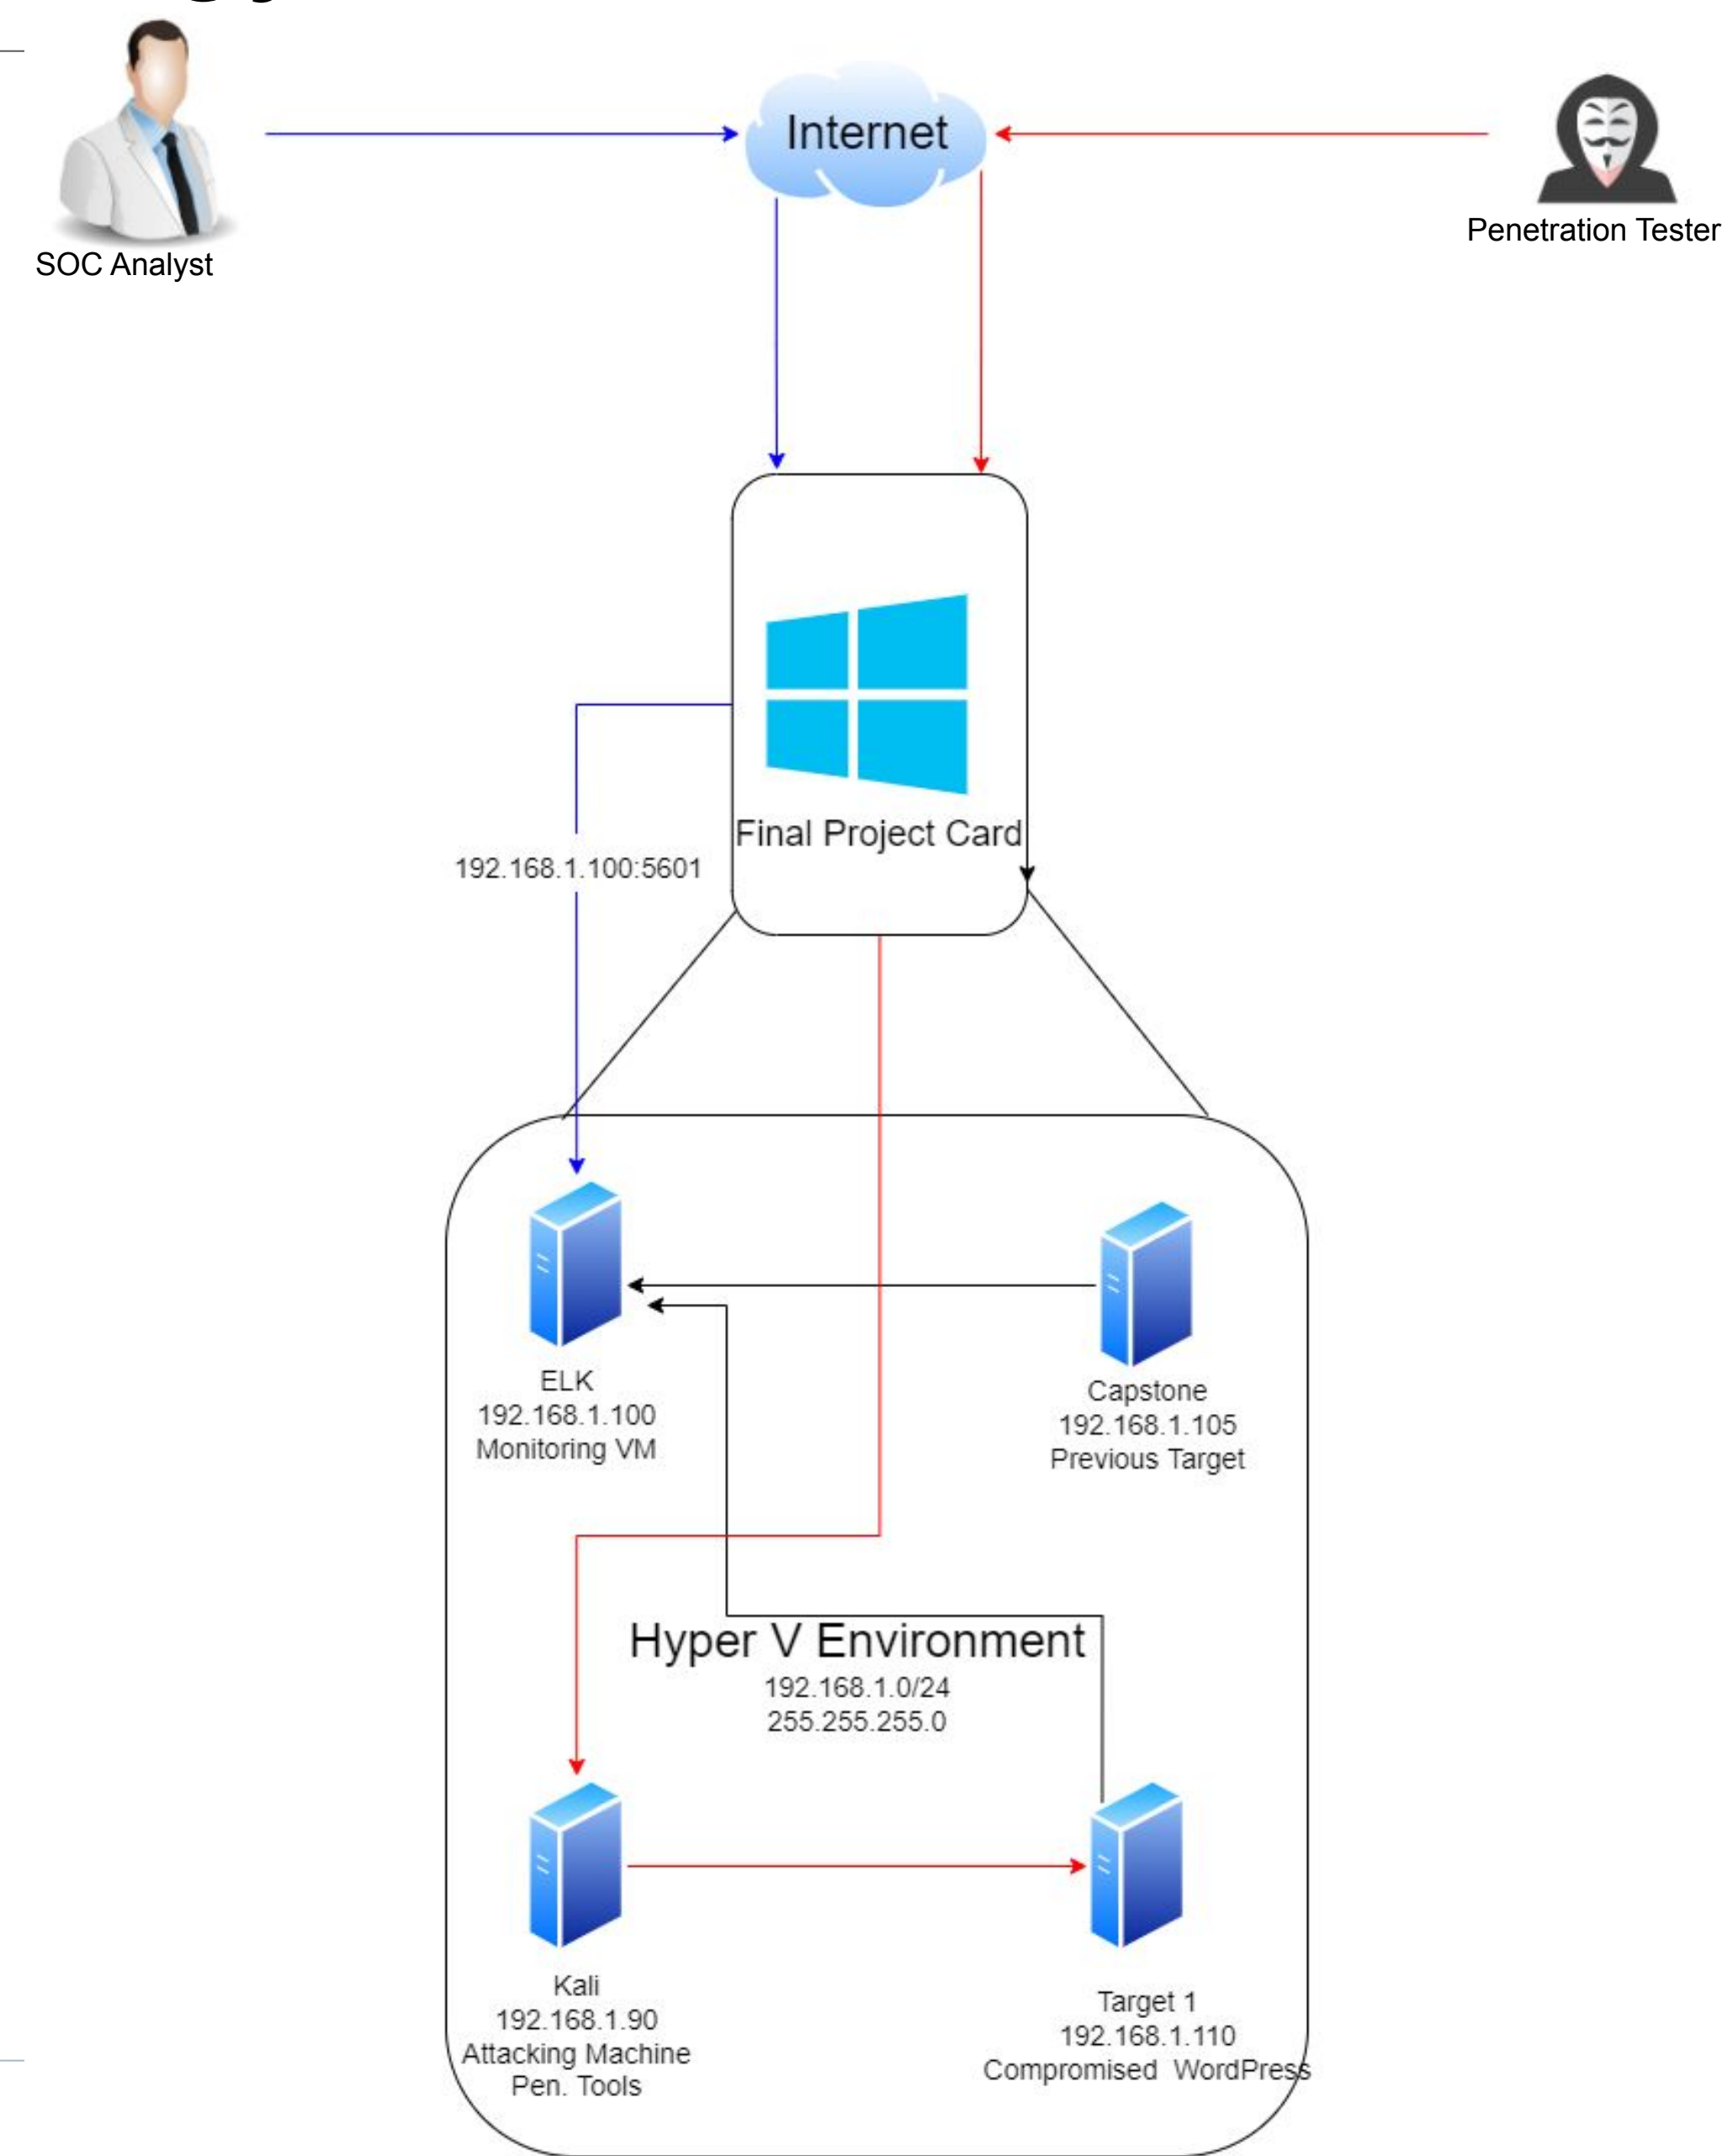 Internet
Penetration Tester
SOC Analyst
Final Project Card
192.168.1.100:5601
ELK
192.168.1.100
Monitoring VM
Capstone
192.168.1.105
Previous Target
Hyper V Environment
192.168.1.0/24
255.255.255.0
Kali
192.168.1.90
Attacking Machine
Pen. Tools
Target 1
192.168.1.110
Compromised  WordPress